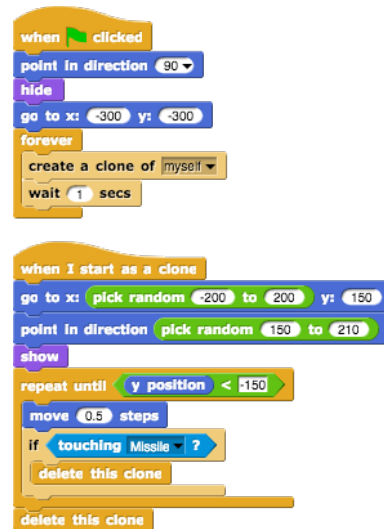 when clicked
point in direction 90
hide
go to x: -300 y: -300
forever
create a clone of myself
wait 1 secs
when I start as a clone
go to x: pick random -200 to 200 y: 150
point in direction pick random 150 to 210
show
repeat until y position < -150
move 0.5 steps
if touching Missile ?
delete this clone
delete this clone